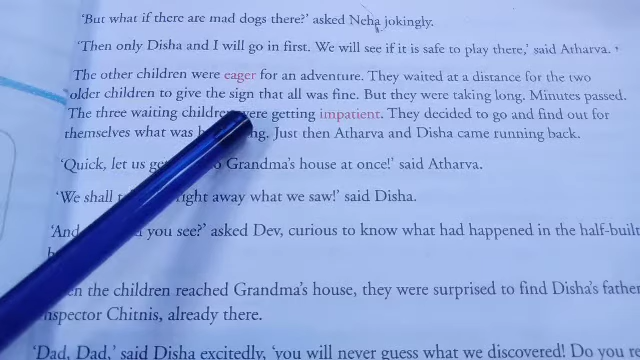 'But what if there are mad dogs there?' asked Neha jokingly.
'Then only Disha and I will go in first. We will see if it is safe to play there,' said Atharva.
The other children were eager for an adventure. They waited at a distance for the two
older children to give the sign that all was fine. But they were taking long. Minutes passed.
The three waiting children were getting impatient. They decided to go and find out for
themselves what was Just then Atharva and Disha came running back.
'Quick, let us Grandma's house at once!' said Atharva.
'We shall right away what we saw!' said Disha.
'And you see?' asked Dev, curious to know what had happened in the half-built
the children reached Grandma's house, they were surprised to find Disha's father
Inspector Chitnis, already there.
'Dad, Dad,' said Disha excitedly, 'you will never guess what we discovered! Do you